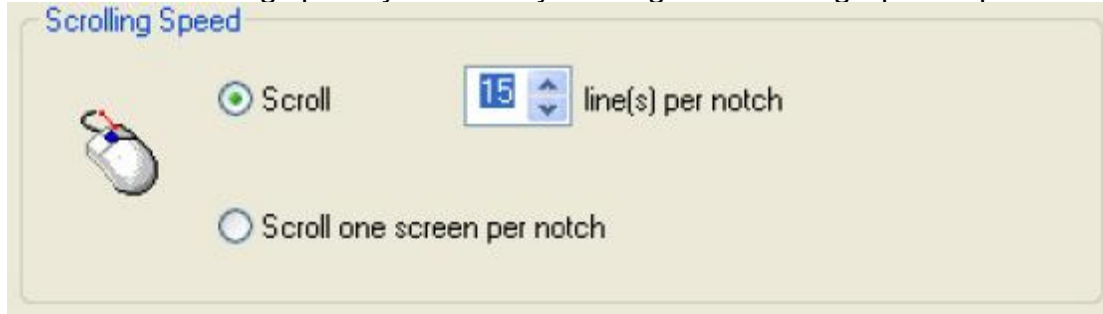 Scrolling Speed
Scroll 15 line(s) per notch
Scroll one screen per notch